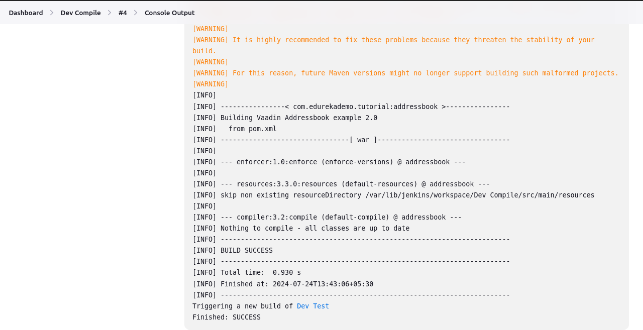 Dashboard > Dev Compile > #4 > Console Output
[WARNING]
[WARNING] It is highly recommended to fix these problems because they threaten the stability of your
build.
[WARNING]
[WARNING] For this reason, future Maven versions might no longer support building such malformed projects.
[WARNING]
[INFO]
[INFO] ----------------< com.edurekademo.tutorial:addressbook >----------------
[INFO] Building Vaadin Addressbook example 2.0
[INFO]   from pom.xml
[INFO] --------------------------------[ war ]---------------------------------
[INFO]
[INFO] --- enforcer:1.0:enforce (enforce-versions) @ addressbook ---
[INFO]
[INFO] --- resources:3.3.0:resources (default-resources) @ addressbook ---
[INFO] skip non existing resourceDirectory /var/lib/jenkins/workspace/Dev Compile/src/main/resources
[INFO]
[INFO] --- compiler:3.2:compile (default-compile) @ addressbook ---
[INFO] Nothing to compile - all classes are up to date
[INFO] ------------------------------------------------------------------------
[INFO] BUILD SUCCESS
[INFO] ------------------------------------------------------------------------
[INFO] Total time:  0.930 s
[INFO] Finished at: 2024-07-24T13:43:06+05:30
[INFO] ------------------------------------------------------------------------
Triggering a new build of Dev Test
Finished: SUCCESS